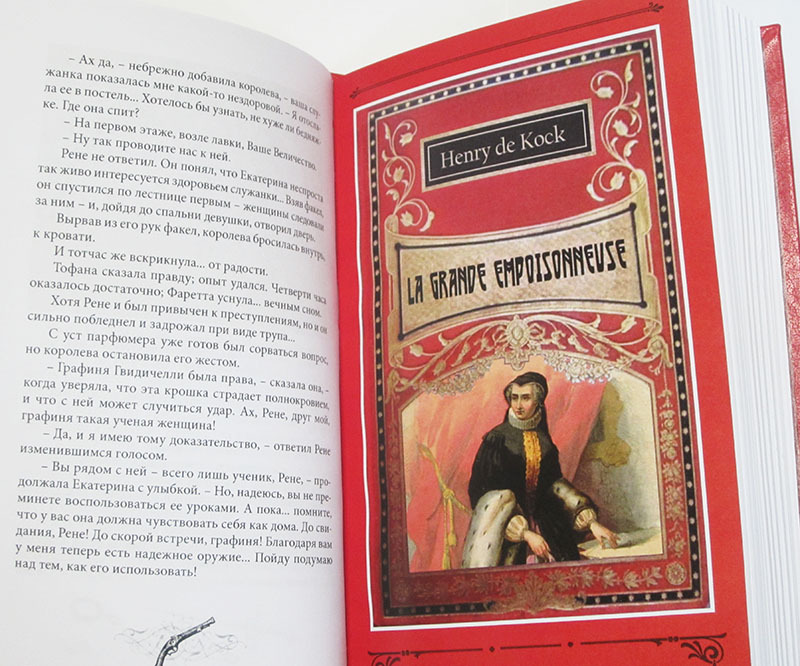 – Ах да, – небрежно добавила королева, – ваша слу-
жанка показалась мне какой-то нездоровой. – Я отосла-
ла ее в постель... Хотелось бы узнать, не хуже ли бедняж-
ке. Где она спит?
– На первом этаже, возле лавки, Ваше Величество.
– Ну так проводите нас к ней.
Рене не ответил. Он понял, что Екатерина неспроста
так живо интересуется здоровьем служанки... Взяв факел,
он спустился по лестнице первым – женщины следовали
за ним – и, дойдя до спальни девушки, отворил дверь.
Вырвав из его рук факел, королева бросилась внутрь,
к кровати.
И тотчас же вскрикнула... от радости.
Тофана сказала правду; опыт удался. Четверти часа
оказалось достаточно; Фаретта уснула... вечным сном.
Хотя Рене и был привычен к преступлениям, но и он
сильно побледнел и задрожал при виде трупа...
С уст парфюмера уже готов был сорваться вопрос,
но королева остановила его жестом.
– Графиня Гвидичелли была права, – сказала она, –
когда уверяла, что эта крошка страдает полнокровием,
и что с ней может случиться удар. Ах, Рене, друг мой,
графиня такая ученая женщина!
– Да, и я имею тому доказательство, – ответил Рене
изменившимся голосом.
– Вы рядом с ней – всего лишь ученик, Рене, – про-
должала Екатерина с улыбкой. – Но, надеюсь, вы не пре-
минете воспользоваться ее уроками. А пока... помните,
что у вас она должна чувствовать себя как дома. До сви-
дания, Рене! До скорой встречи, графиня! Благодаря вам
у меня теперь есть надежное оружие... Пойду подумаю
над тем, как его использовать!
Henry de Kock
LA GRANDE EMPOISONNEUSE